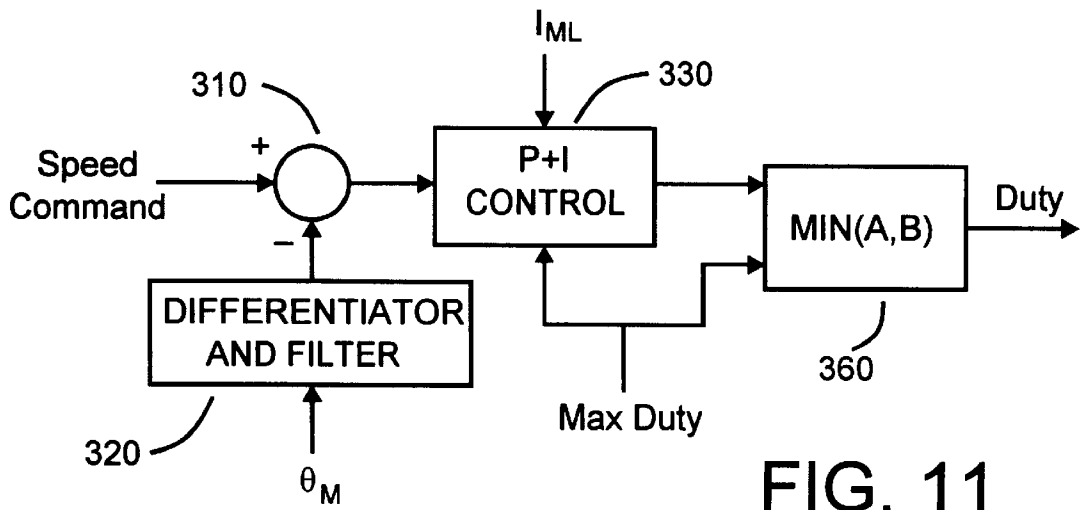 I_ML
310
330
+
Speed
Command
P+I
CONTROL
MIN(A,B)
Duty
−
DIFFERENTIATOR
AND FILTER
360
Max Duty
320
θ_M
FIG. 11